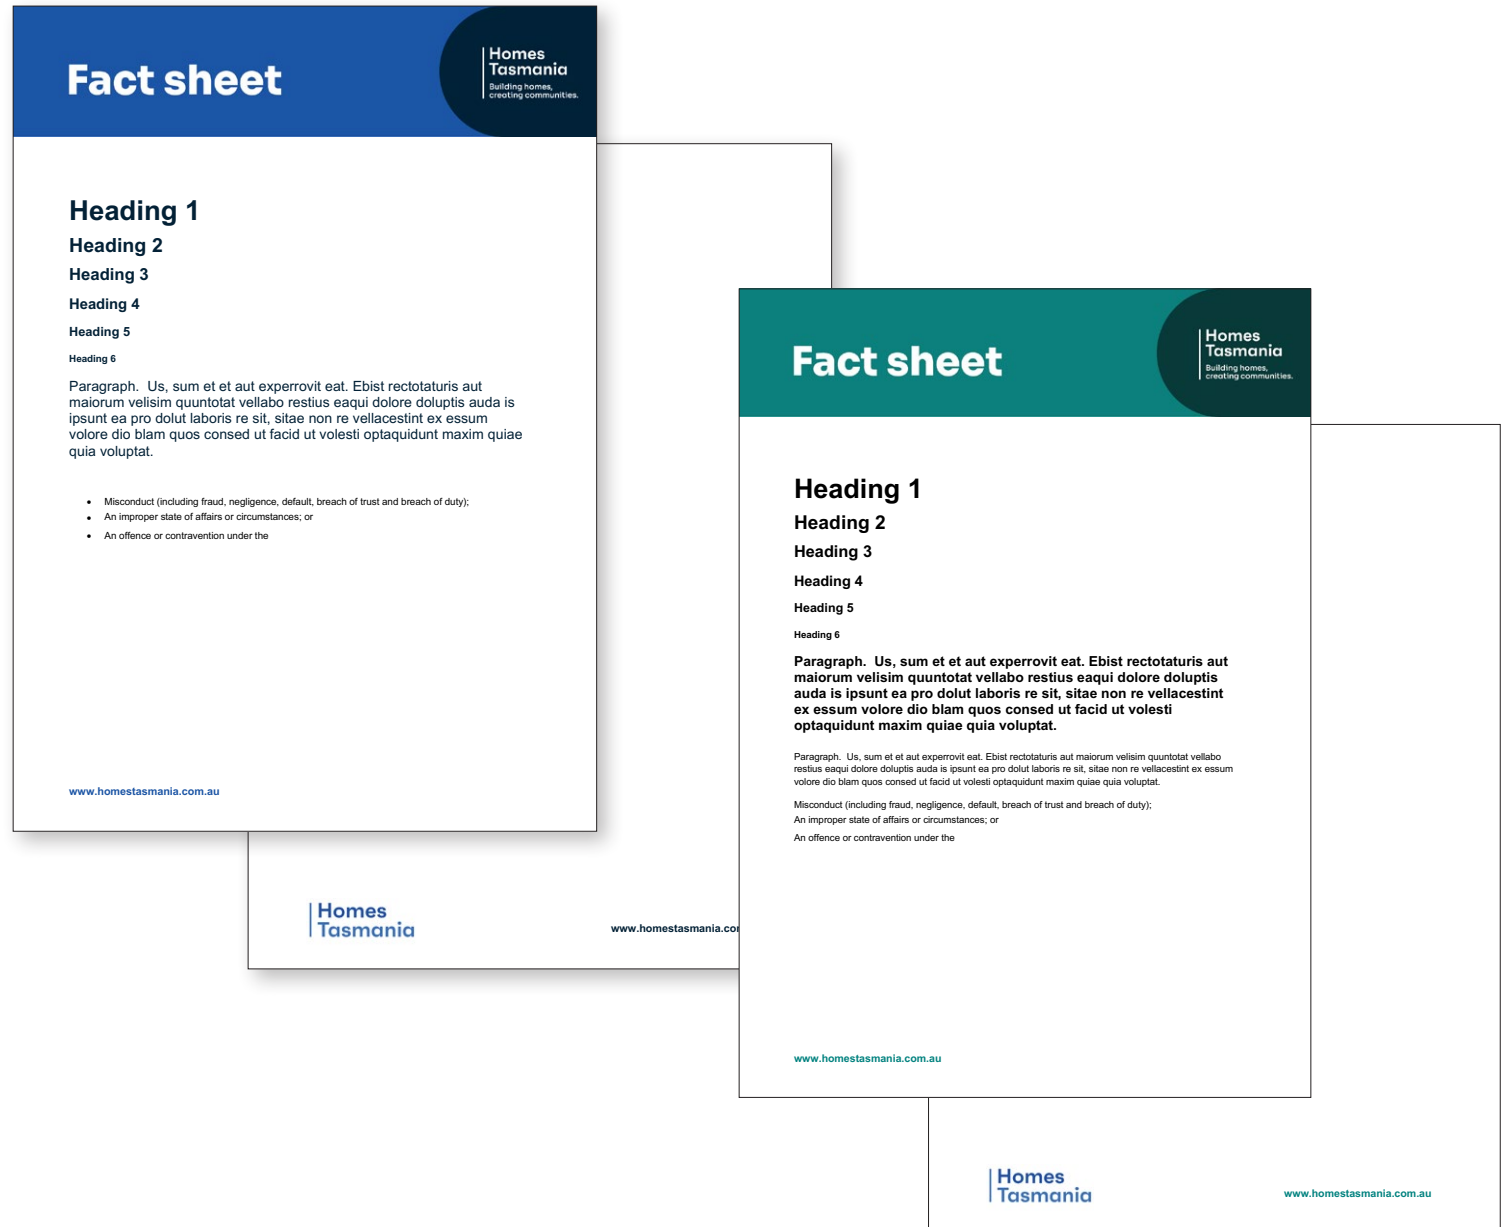 Fact sheet
Homes
Tasmania
Building homes,
creating communities.
Heading 1
Heading 2
Heading 3
Heading 4
Heading 5
Heading 6
Paragraph.  Us, sum et et aut experrovit eat. Ebist rectotaturis aut
maiorum velisim quuntotat vellabo restius eaqui dolore doluptis auda is
ipsunt ea pro dolut laboris re sit, sitae non re vellacestint ex essum
volore dio blam quos consed ut facid ut volesti optaquidunt maxim quiae
quia voluptat.
• Misconduct (including fraud, negligence, default, breach of trust and breach of duty);
• An improper state of affairs or circumstances; or
• An offence or contravention under the
www.homestasmania.com.au
Homes
Tasmania
www.homestasmania.co
Fact sheet
Homes
Tasmania
Building homes,
creating communities.
Heading 1
Heading 2
Heading 3
Heading 4
Heading 5
Heading 6
Paragraph.  Us, sum et et aut experrovit eat. Ebist rectotaturis aut
maiorum velisim quuntotat vellabo restius eaqui dolore doluptis
auda is ipsunt ea pro dolut laboris re sit, sitae non re vellacestint
ex essum volore dio blam quos consed ut facid ut volesti
optaquidunt maxim quiae quia voluptat.
Paragraph.  Us, sum et et aut experrovit eat. Ebist rectotaturis aut maiorum velisim quuntotat vellabo
restius eaqui dolore doluptis auda is ipsunt ea pro dolut laboris re sit, sitae non re vellacestint ex essum
volore dio blam quos consed ut facid ut volesti optaquidunt maxim quiae quia voluptat.
Misconduct (including fraud, negligence, default, breach of trust and breach of duty);
An improper state of affairs or circumstances; or
An offence or contravention under the
www.homestasmania.com.au
Homes
Tasmania
www.homestasmania.com.au